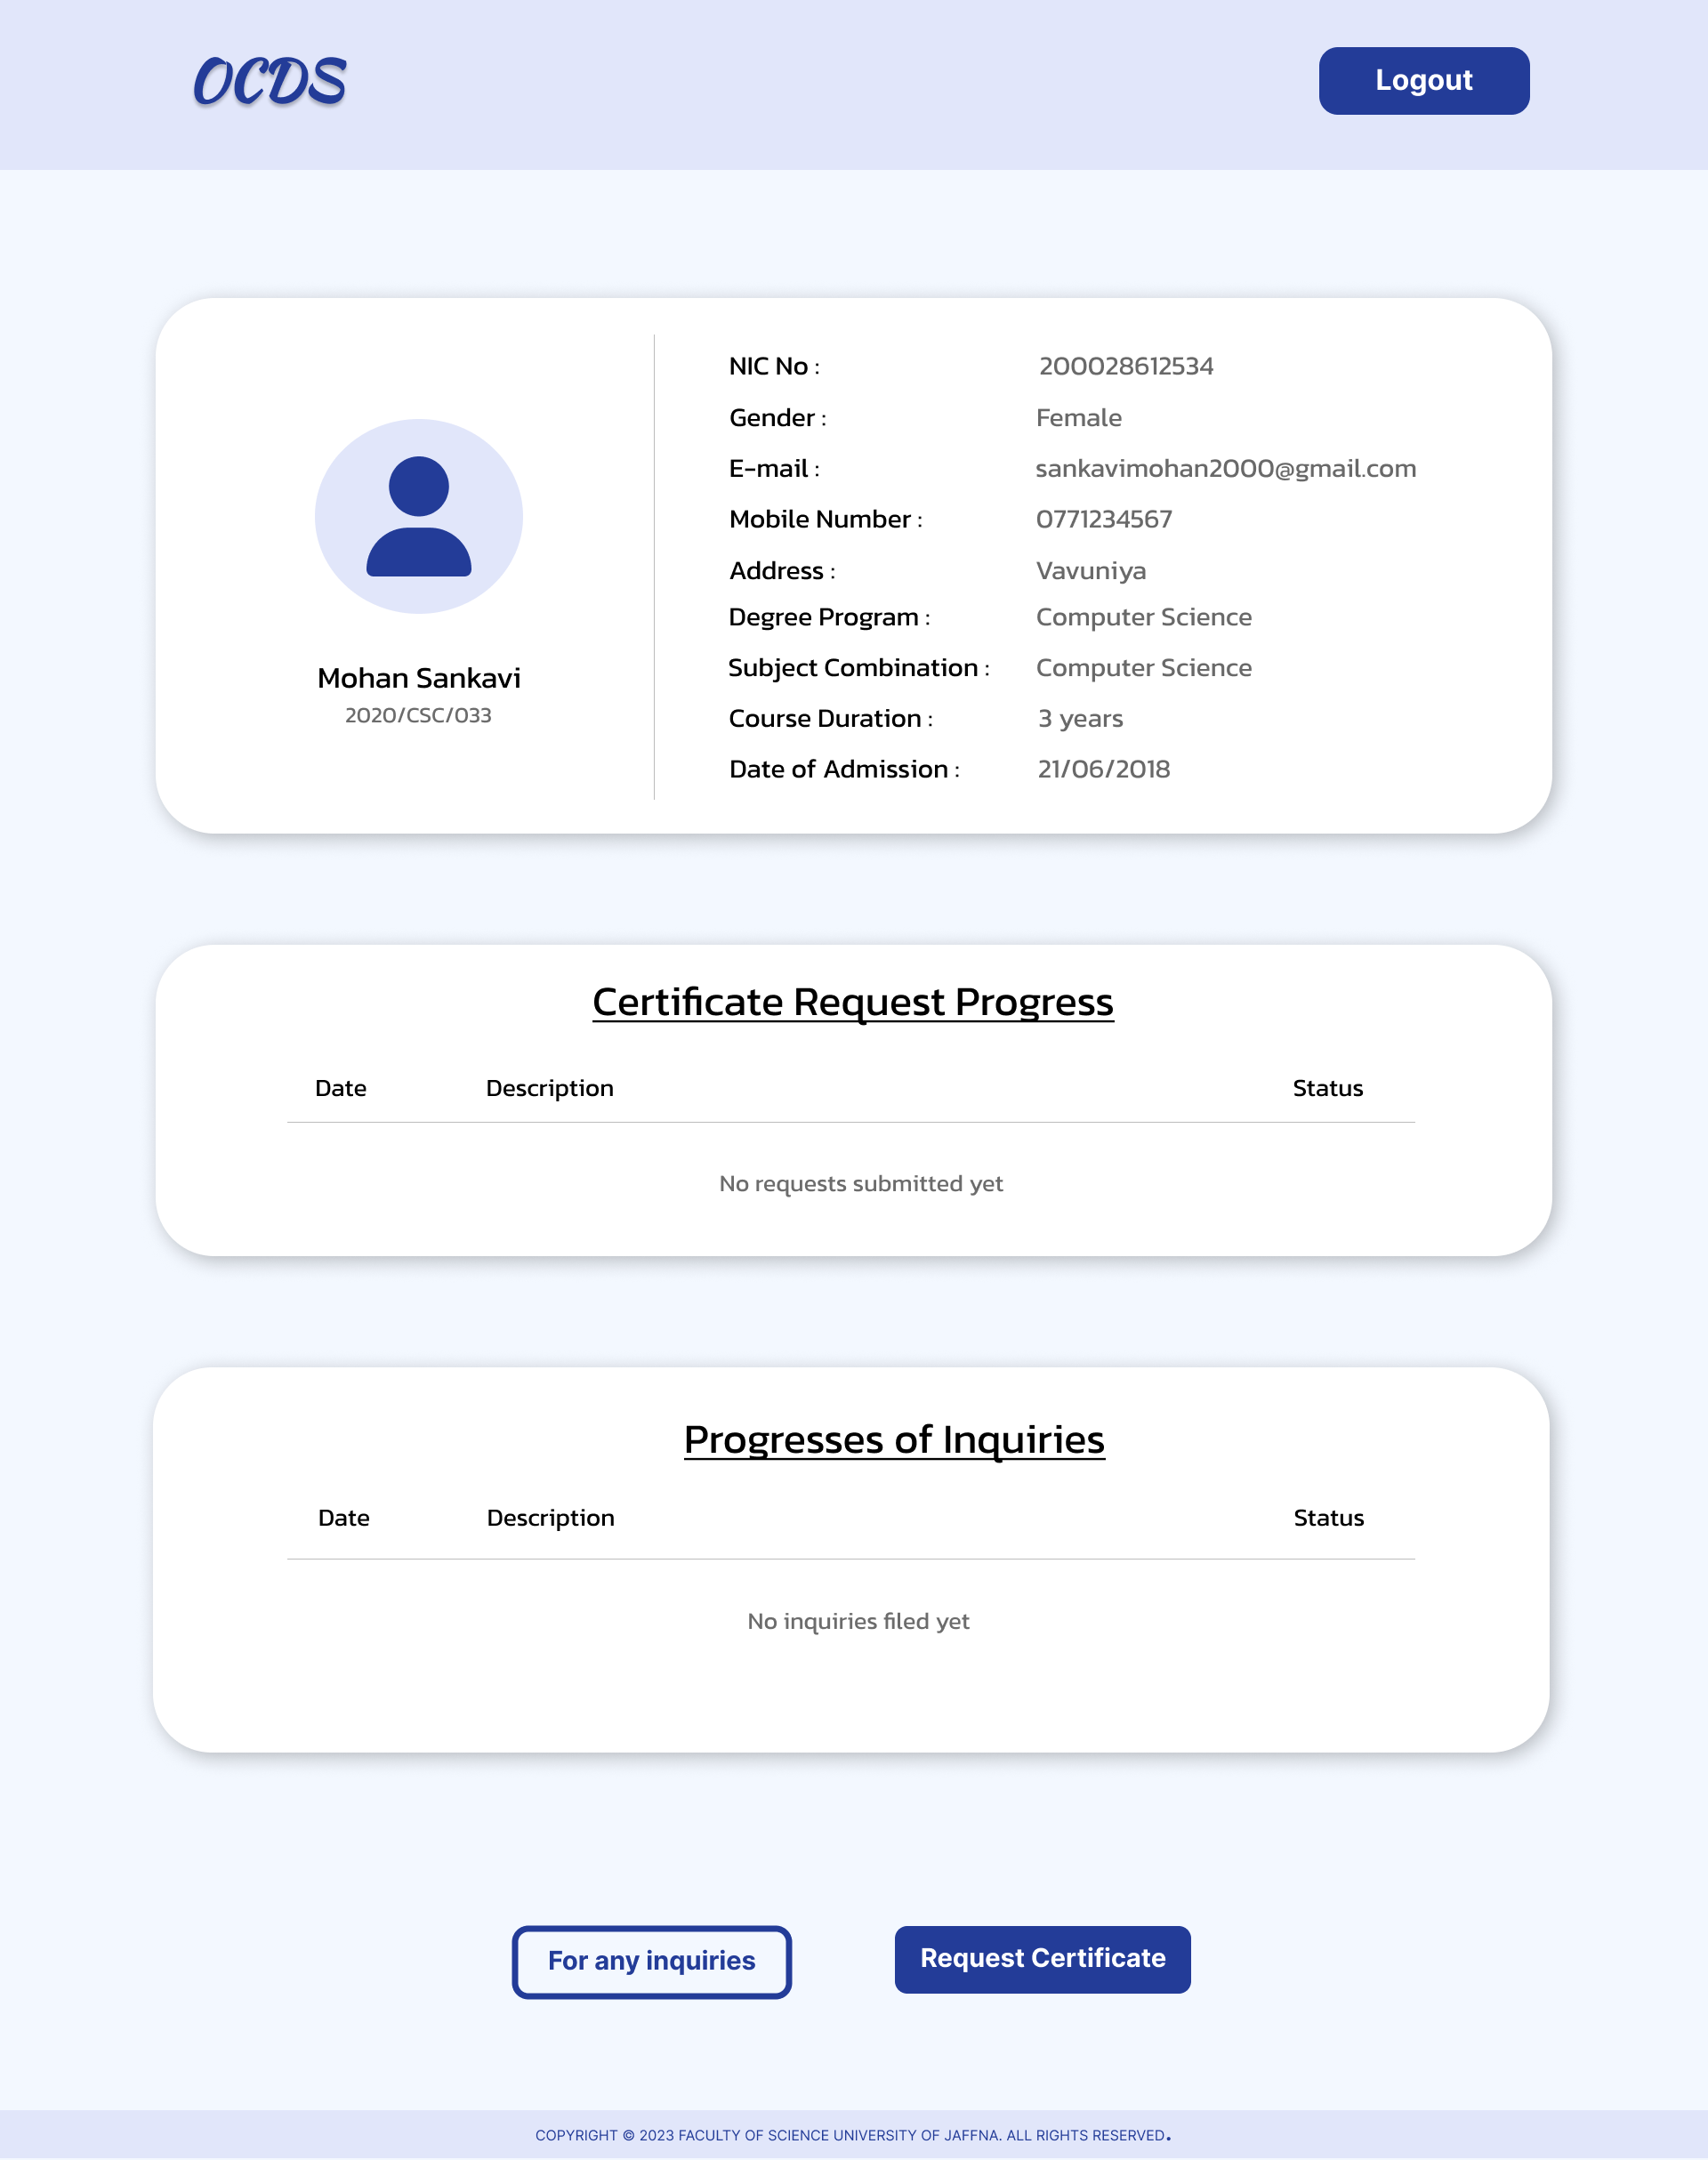 OCDS
Logout
NIC No : 200028612534
Gender : Female
E-mail : sankavimohan2000@gmail.com
Mobile Number : 0771234567
Address : Vavuniya
Degree Program : Computer Science
Subject Combination : Computer Science
Course Duration : 3 years
Date of Admission : 21/06/2018
Mohan Sankavi
2020/CSC/033
Certificate Request Progress
Date Description Status
No requests submitted yet
Progresses of Inquiries
Date Description Status
No inquiries filed yet
For any inquiries
Request Certificate
COPYRIGHT © 2023 FACULTY OF SCIENCE UNIVERSITY OF JAFFNA. ALL RIGHTS RESERVED.